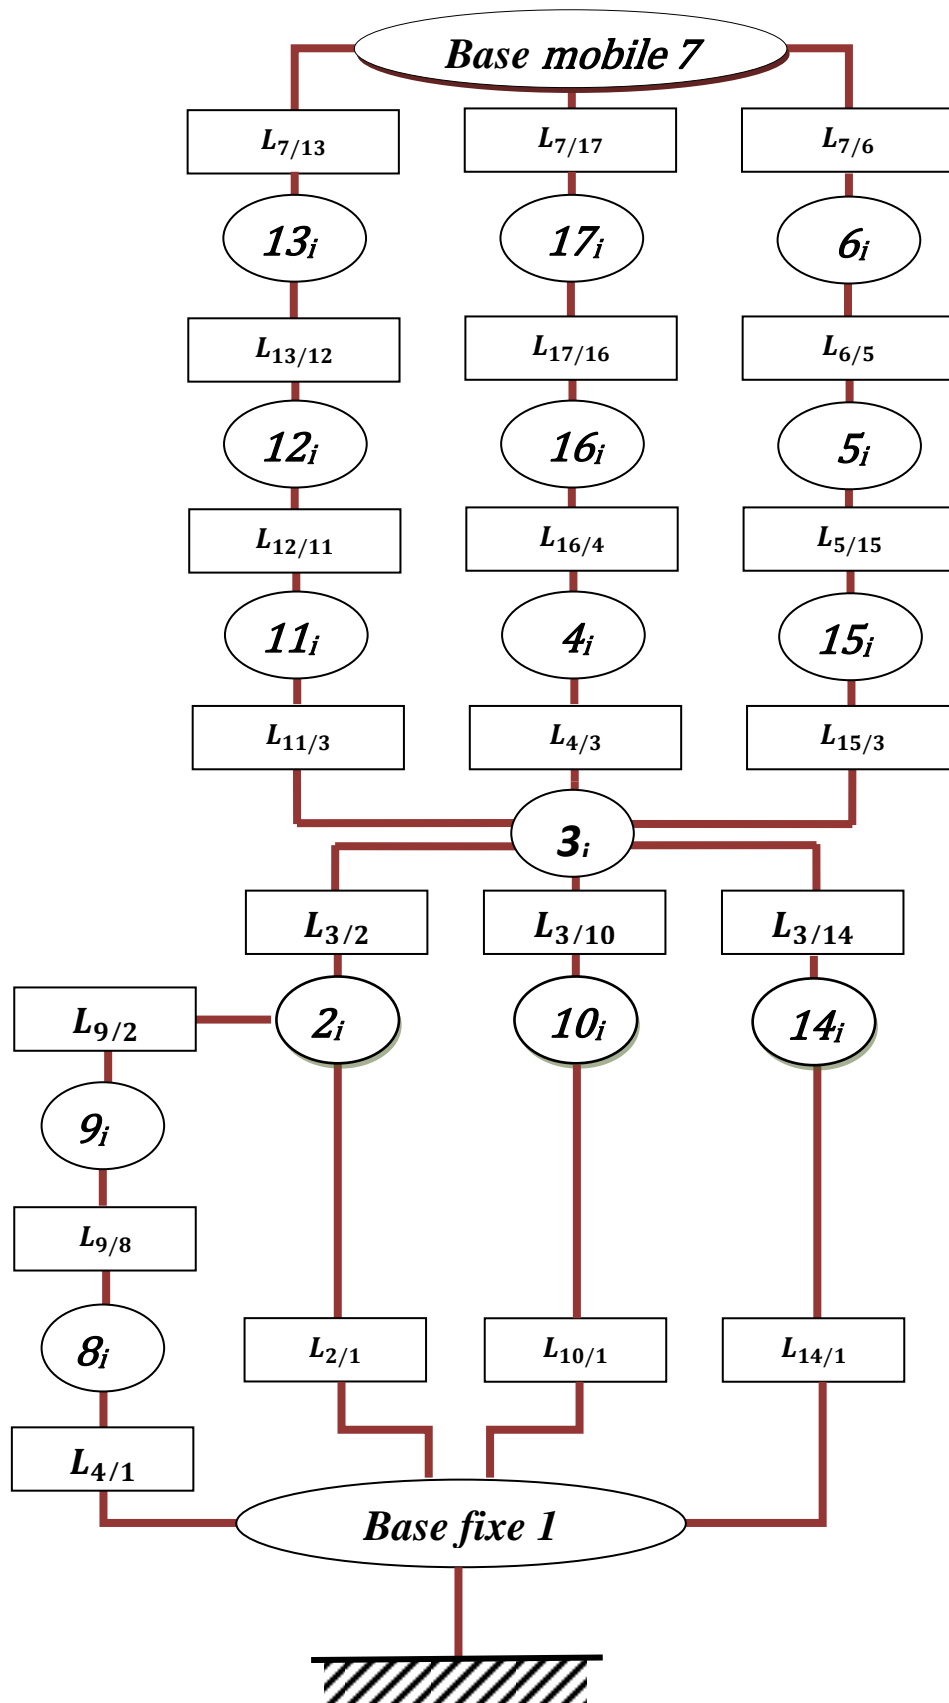 Base mobile 7
L7/13 L7/17 L7/6
13i 17i 6i
L13/12 L17/16 L6/5
12i 16i 5i
L12/11 L16/4 L5/15
11i 4i 15i
L11/3 L4/3 L15/3
3i
L3/2 L3/10 L3/14
L9/2 2i 10i 14i
9i
L9/8
8i L2/1 L10/1 L14/1
L4/1
Base fixe 1